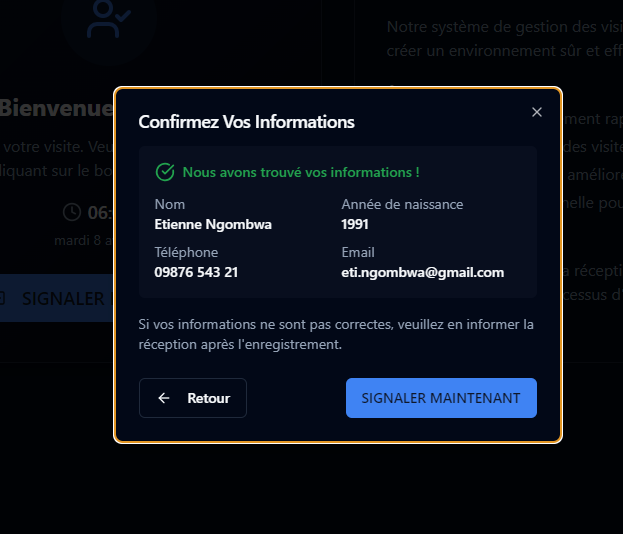 Notre système de gestion des visi
créer un environnement sûr et eff
Bienvenue
votre visite. Veu
liquant sur le bo
06:
mardi 8 a
SIGNALER
ment rap
des visite
améliore
nelle pou
a récepti
cessus d
Confirmez Vos Informations
Nous avons trouvé vos informations !
Nom
Année de naissance
Etienne Ngombwa
1991
Téléphone
Email
09876 543 21
eti.ngombwa@gmail.com
Si vos informations ne sont pas correctes, veuillez en informer la
réception après l'enregistrement.
Retour
SIGNALER MAINTENANT